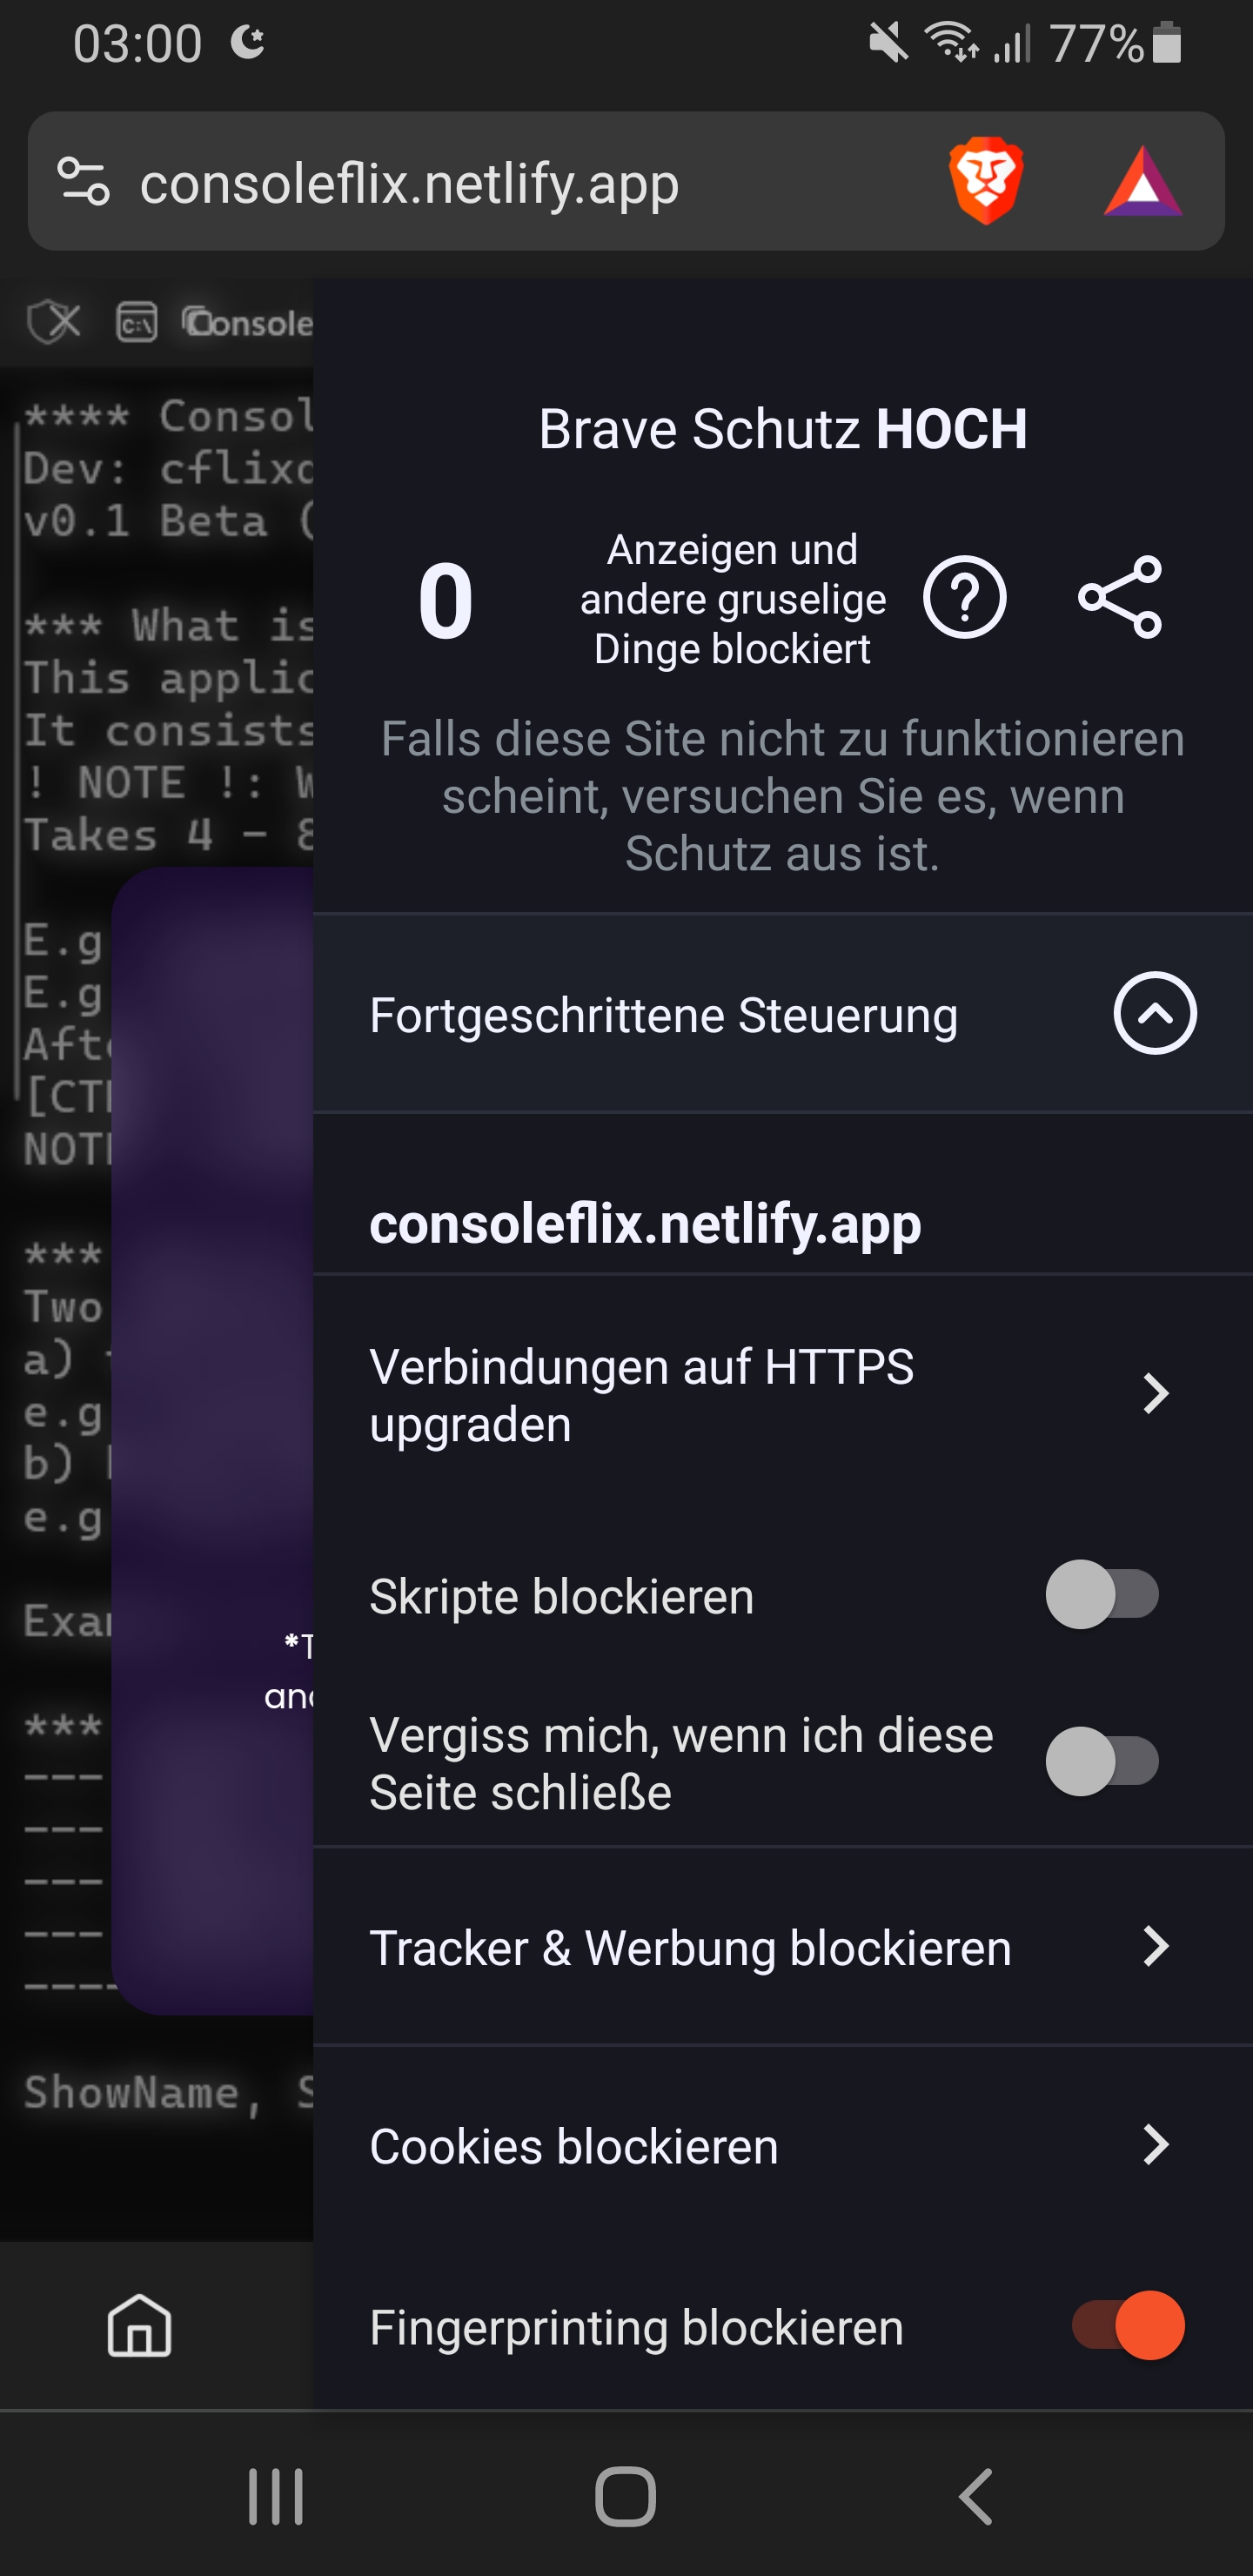 03:00
77%
consoleflix.netlify.app
C:\
Console
**** Consol
Dev: cflix
v0.1 Beta (
*** What is
This applic
It consists
! NOTE !: W
Takes 4 – 8
E.g
E.g
Afte
[CT
NOT
***
Two
a)
e.g
b)
e.g
Exa
***
–––
–––
–––
–––
––––
ShowName, S
*T
and
Brave Schutz HOCH
0
Anzeigen und
andere gruselige
Dinge blockiert
Falls diese Site nicht zu funktionieren
scheint, versuchen Sie es, wenn
Schutz aus ist.
Fortgeschrittene Steuerung
consoleflix.netlify.app
Verbindungen auf HTTPS
upgraden
Skripte blockieren
Vergiss mich, wenn ich diese
Seite schließe
Tracker & Werbung blockieren
Cookies blockieren
Fingerprinting blockieren